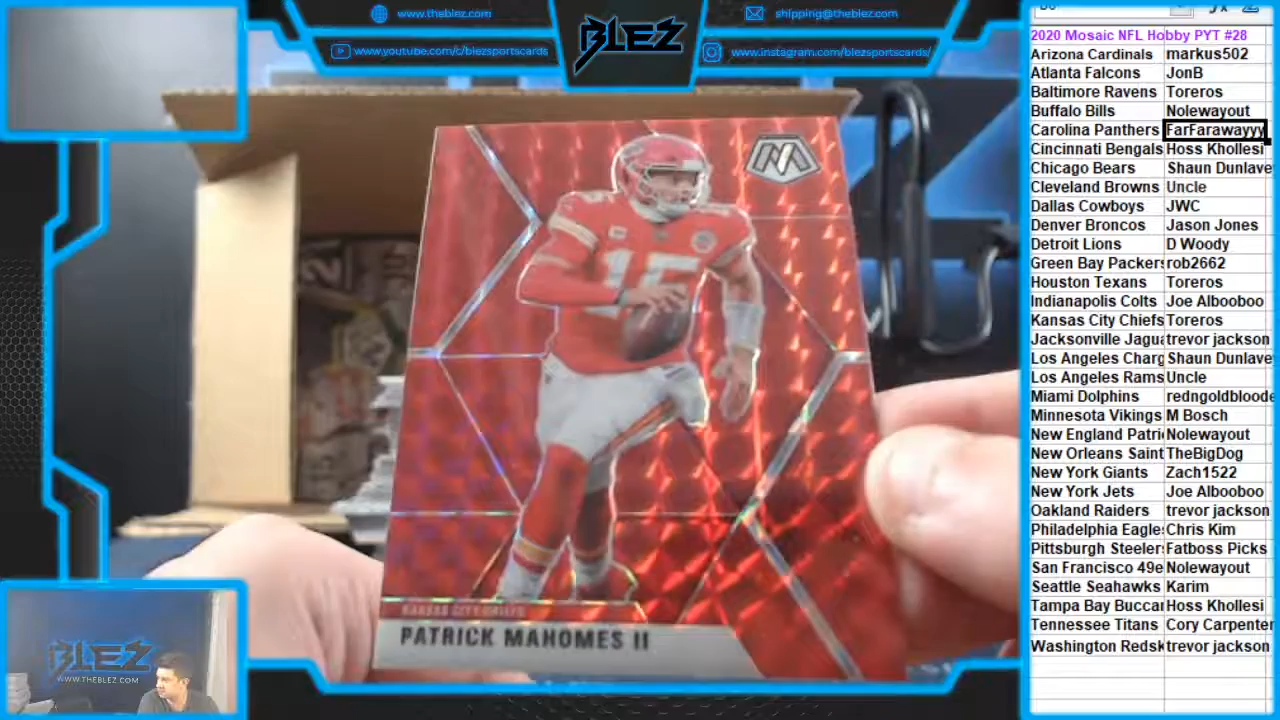 www.theblez.com
shipping@theblez.com
BLEZ
www.youtube.com/c/blezsportscards
www.instagram.com/blezsportscards/
2020 Mosaic NFL Hobby PYT #28
Arizona Cardinals markus502
Atlanta Falcons JonB
Baltimore Ravens Toreros
Buffalo Bills Nolewayout
Carolina Panthers FarFarawayyy
Cincinnati Bengals Hoss Khollesi
Chicago Bears Shaun Dunlave
Cleveland Browns Uncle
Dallas Cowboys JWC
Denver Broncos Jason Jones
Detroit Lions D Woody
Green Bay Packers rob2662
Houston Texans Toreros
Indianapolis Colts Joe Albooboo
Kansas City Chiefs Toreros
Jacksonville Jagua trevor jackson
Los Angeles Charg Shaun Dunlave
Los Angeles Rams Uncle
Miami Dolphins redngoldbloode
Minnesota Vikings M Bosch
New England Patri Nolewayout
New Orleans Saint TheBigDog
New York Giants Zach1522
New York Jets Joe Albooboo
Oakland Raiders trevor jackson
Philadelphia Eagle Chris Kim
Pittsburgh Steeler Fatboss Picks
San Francisco 49e Nolewayout
Seattle Seahawks Karim
Tampa Bay Buccar Hoss Khollesi
Tennessee Titans Cory Carpenter
Washington Redsk trevor jackson
M
15
KANSAS CITY CHIEFS
PATRICK MAHOMES II
BLEZ
WWW.THEBLEZ.COM